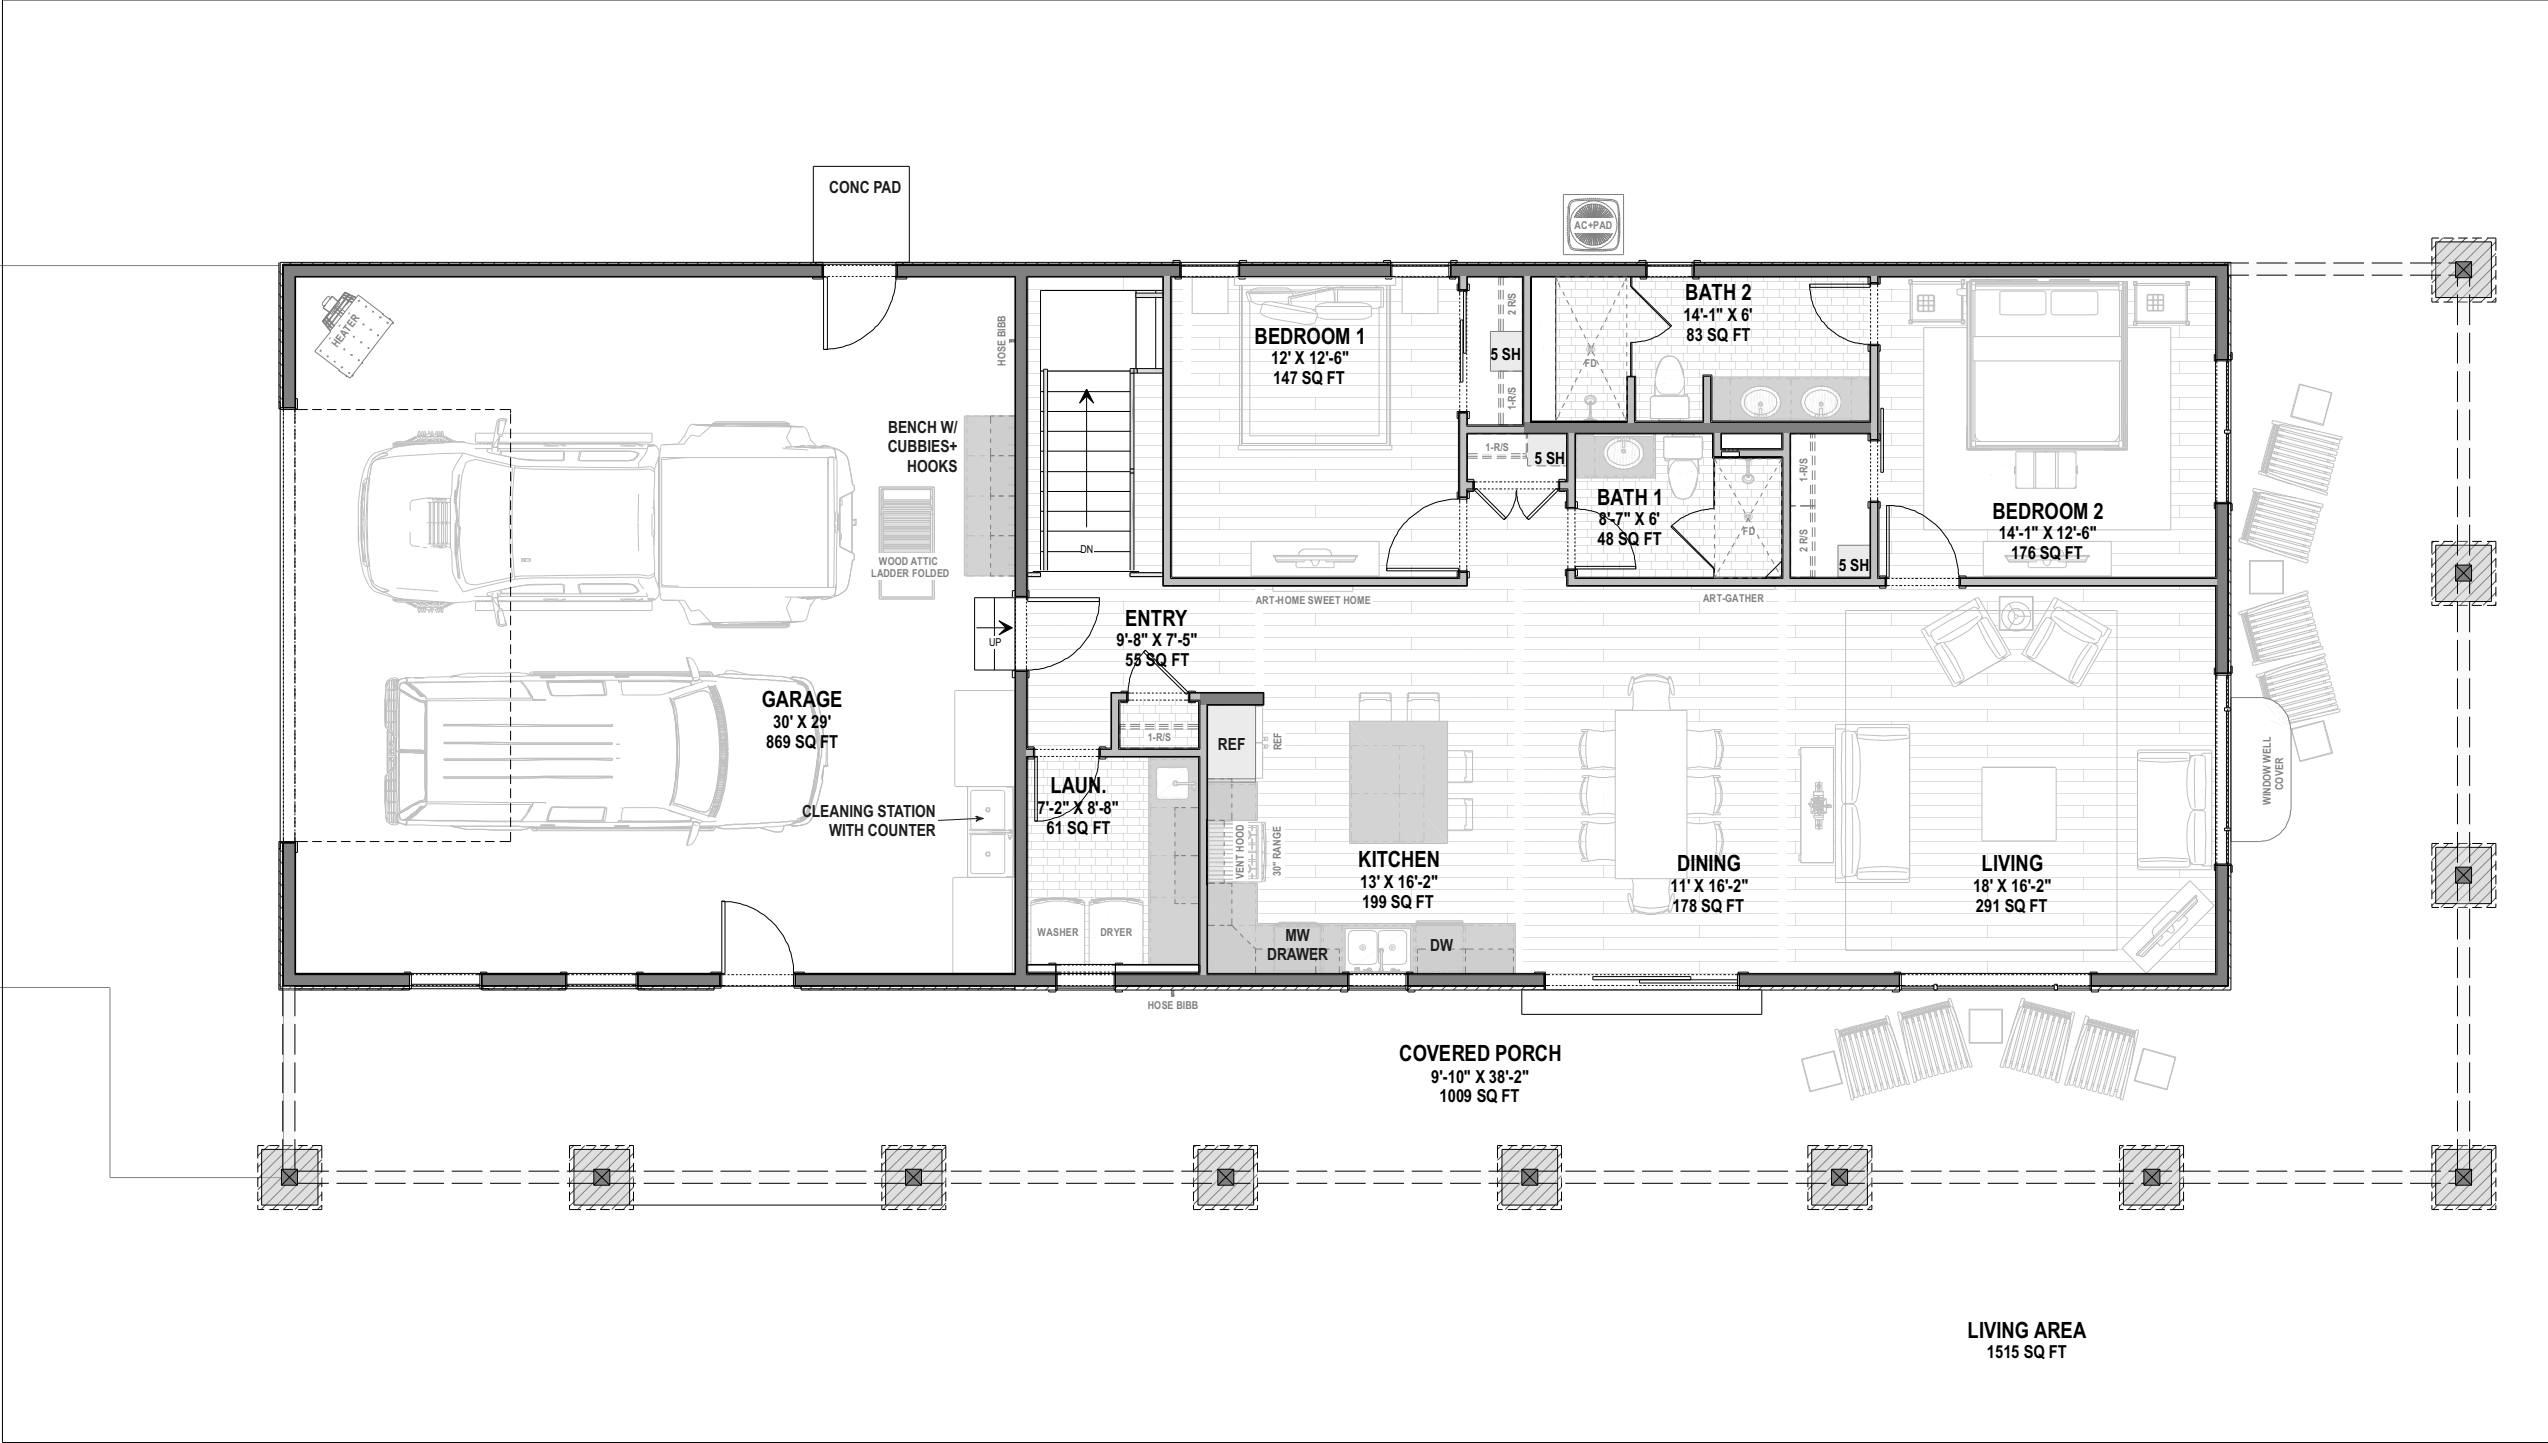 CONC PAD
AC+PAD
HEATER
HOSE BIBB
BEDROOM 1
12' X 12'-6"
147 SQ FT
2 R/S
5 SH
1-R/S
FD
BATH 2
14'-1" X 6'
83 SQ FT
BENCH W/
CUBBIES+
HOOKS
WOOD ATTIC
LADDER FOLDED
DN
1-R/S
5 SH
BATH 1
8'-7" X 6'
48 SQ FT
FD
1-R/S
2 R/S
5 SH
BEDROOM 2
14'-1" X 12'-6"
176 SQ FT
ART-HOME SWEET HOME
ART-GATHER
UP
ENTRY
9'-8" X 7'-5"
55 SQ FT
GARAGE
30' X 29'
869 SQ FT
1-R/S
REF
REF
LAUN.
7'-2" X 8'-8"
61 SQ FT
CLEANING STATION
WITH COUNTER
VENT HOOD
30" RANGE
WINDOW WELL
COVER
KITCHEN
13' X 16'-2"
199 SQ FT
DINING
11' X 16'-2"
178 SQ FT
LIVING
18' X 16'-2"
291 SQ FT
WASHER
DRYER
MW
DRAWER
DW
HOSE BIBB
COVERED PORCH
9'-10" X 38'-2"
1009 SQ FT
LIVING AREA
1515 SQ FT